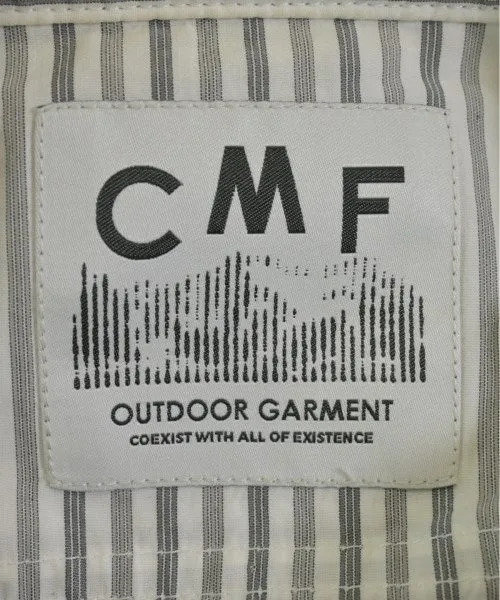 CMF
OUTDOOR GARMENT
COEXIST WITH ALL OF EXISTENCE